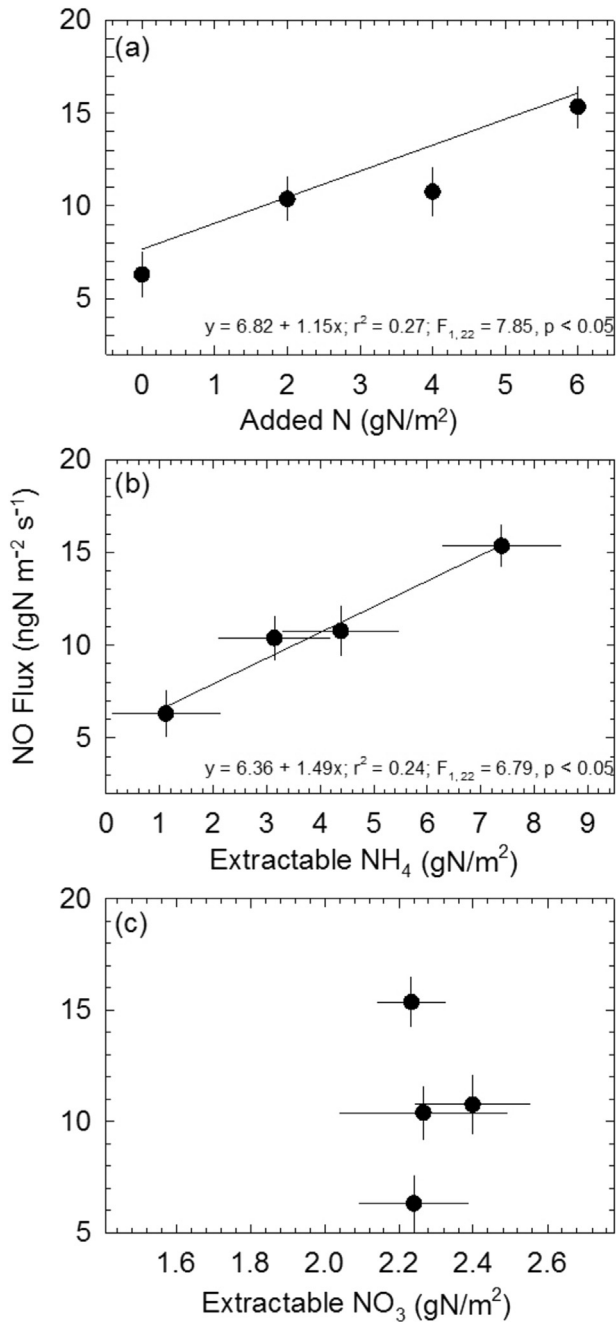 20
(a)
15
10
5
y = 6.82 + 1.15x; r² = 0.27; F₁,₂₂ = 7.85, p < 0.05
0 1 2 3 4 5 6
Added N (gN/m²)
20
(b)
15
10
5
y = 6.36 + 1.49x; r² = 0.24; F₁,₂₂ = 6.79, p < 0.05
0 1 2 3 4 5 6 7 8 9
Extractable NH₄ (gN/m²)
NO Flux (ngN m⁻² s⁻¹)
20
(c)
15
10
5
1.6 1.8 2.0 2.2 2.4 2.6
Extractable NO₃ (gN/m²)